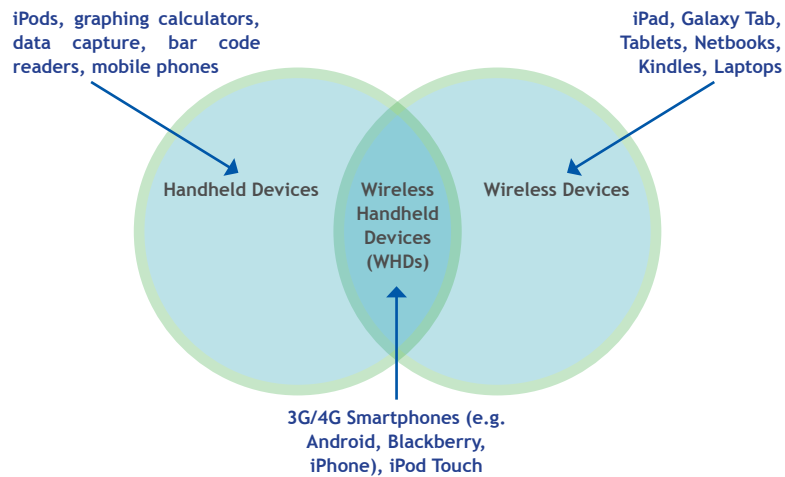 iPods, graphing calculators,
data capture, bar code
readers, mobile phones
iPad, Galaxy Tab,
Tablets, Netbooks,
Kindles, Laptops
Handheld Devices
Wireless
Handheld
Devices
(WHDs)
Wireless Devices
3G/4G Smartphones (e.g.
Android, Blackberry,
iPhone), iPod Touch